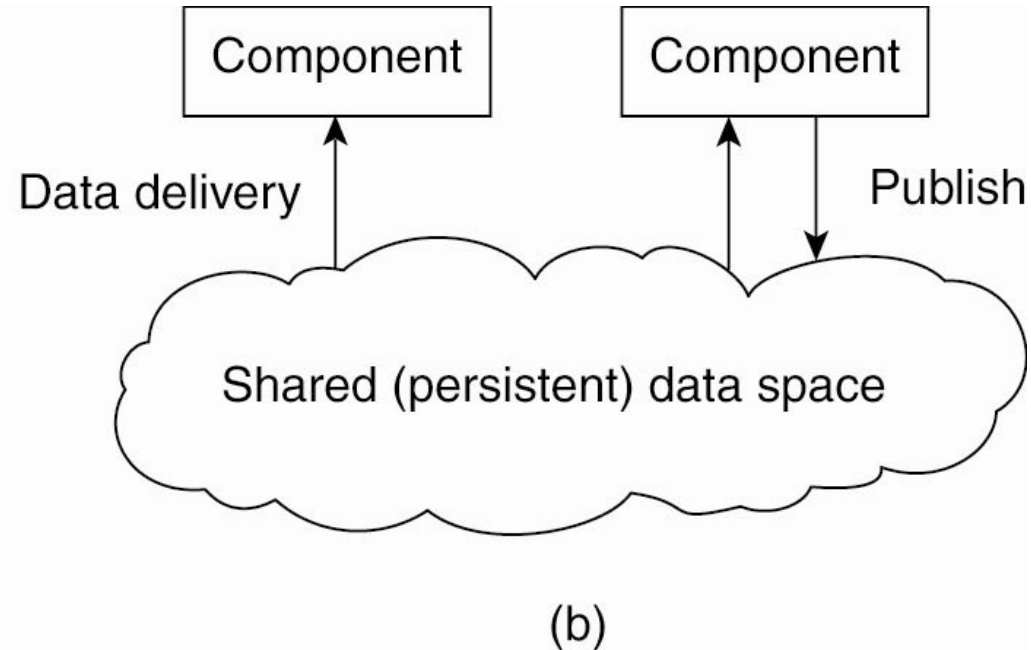 Component
Component
Data delivery
Publish
Shared (persistent) data space
(b)